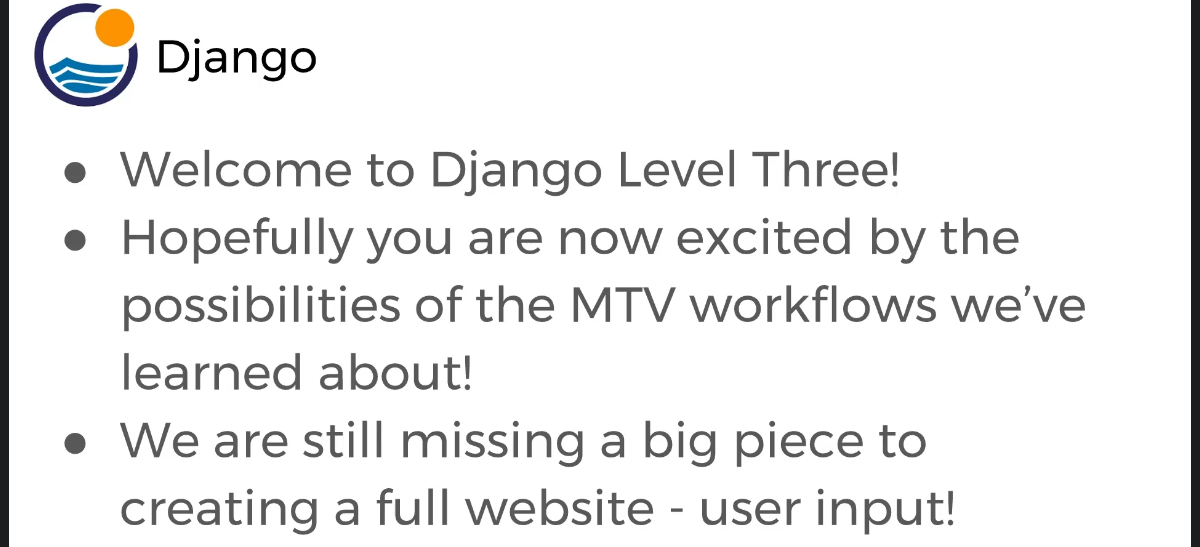 Django
● Welcome to Django Level Three!
● Hopefully you are now excited by the
possibilities of the MTV workflows we’ve
learned about!
● We are still missing a big piece to
creating a full website - user input!